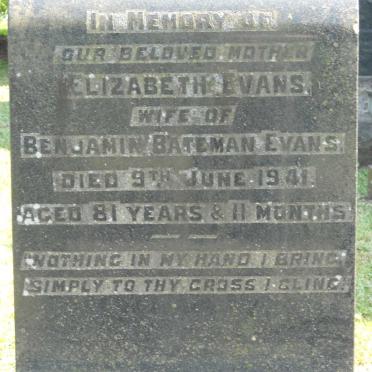 IN MEMORY OF
OUR BELOVED MOTHER
ELIZABETH EVANS,
WIFE OF
BENJAMIN BATEMAN EVANS,
DIED 9TH JUNE 1941.
AGED 81 YEARS & 11 MONTHS
"NOTHING IN MY HAND I BRING,
SIMPLY TO THY CROSS I CLING."